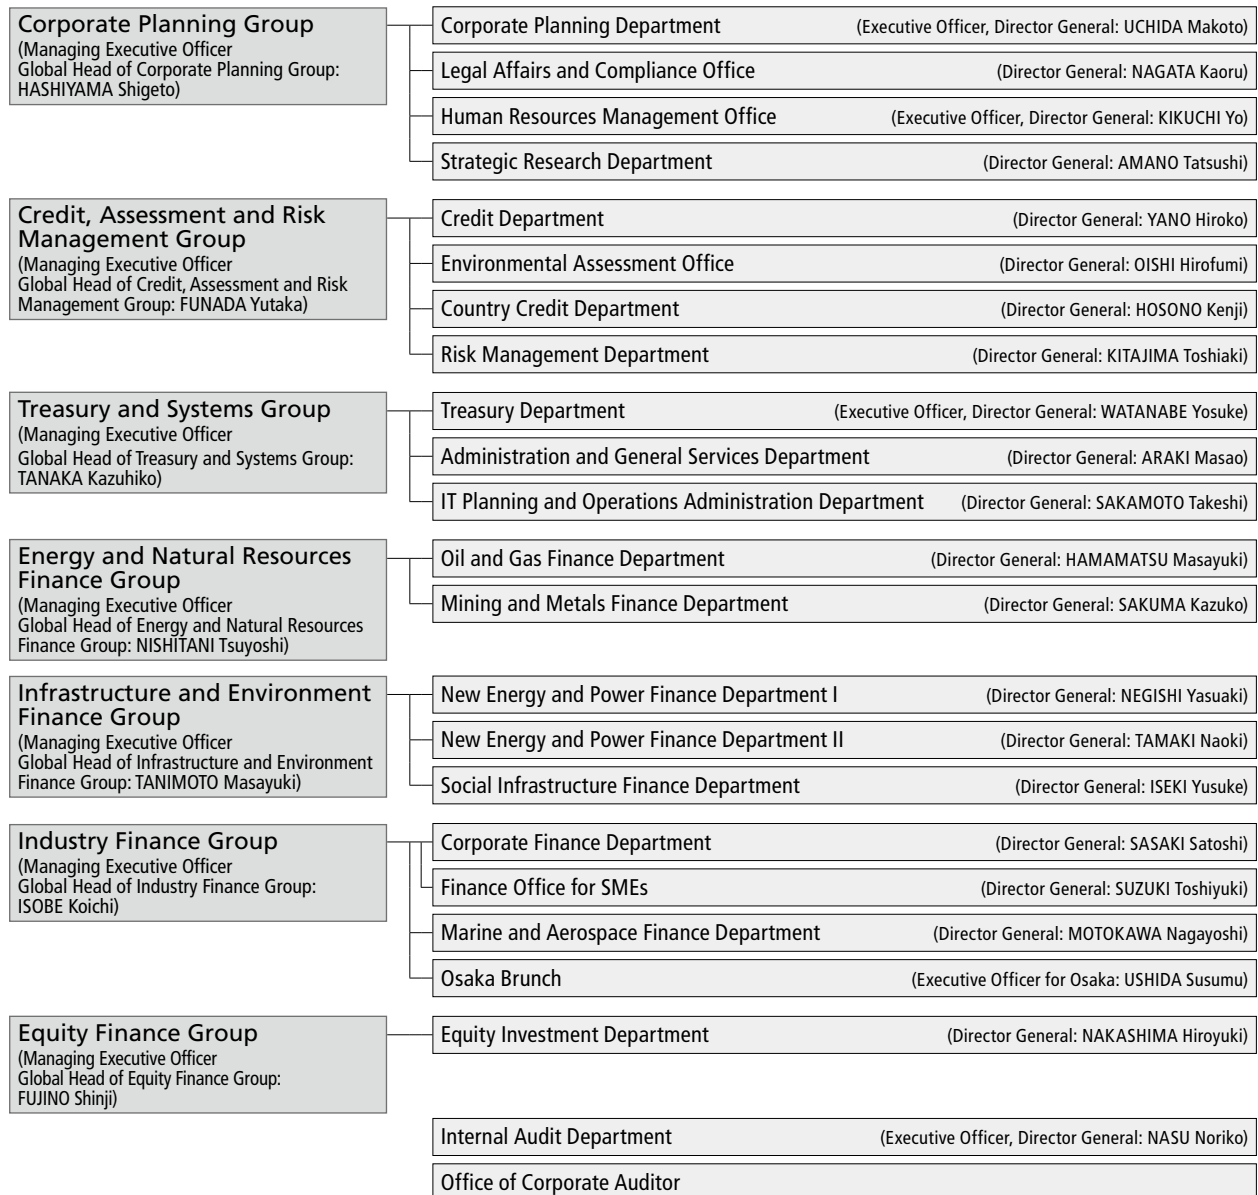 Corporate Planning Group
(Managing Executive Officer
Global Head of Corporate Planning Group:
HASHIYAMA Shigeto)
Corporate Planning Department (Executive Officer, Director General: UCHIDA Makoto)
Legal Affairs and Compliance Office (Director General: NAGATA Kaoru)
Human Resources Management Office (Executive Officer, Director General: KIKUCHI Yo)
Strategic Research Department (Director General: AMANO Tatsushi)
Credit, Assessment and Risk
Management Group
(Managing Executive Officer
Global Head of Credit, Assessment and Risk
Management Group: FUNADA Yutaka)
Credit Department (Director General: YANO Hiroko)
Environmental Assessment Office (Director General: OISHI Hirofumi)
Country Credit Department (Director General: HOSONO Kenji)
Risk Management Department (Director General: KITAJIMA Toshiaki)
Treasury and Systems Group
(Managing Executive Officer
Global Head of Treasury and Systems Group:
TANAKA Kazuhiko)
Treasury Department (Executive Officer, Director General: WATANABE Yosuke)
Administration and General Services Department (Director General: ARAKI Masao)
IT Planning and Operations Administration Department (Director General: SAKAMOTO Takeshi)
Energy and Natural Resources
Finance Group
(Managing Executive Officer
Global Head of Energy and Natural Resources
Finance Group: NISHITANI Tsuyoshi)
Oil and Gas Finance Department (Director General: HAMAMATSU Masayuki)
Mining and Metals Finance Department (Director General: SAKUMA Kazuko)
Infrastructure and Environment
Finance Group
(Managing Executive Officer
Global Head of Infrastructure and Environment
Finance Group: TANIMOTO Masayuki)
New Energy and Power Finance Department I (Director General: NEGISHI Yasuaki)
New Energy and Power Finance Department II (Director General: TAMAKI Naoki)
Social Infrastructure Finance Department (Director General: ISEKI Yusuke)
Industry Finance Group
(Managing Executive Officer
Global Head of Industry Finance Group:
ISOBE Koichi)
Corporate Finance Department (Director General: SASAKI Satoshi)
Finance Office for SMEs (Director General: SUZUKI Toshiyuki)
Marine and Aerospace Finance Department (Director General: MOTOKAWA Nagayoshi)
Osaka Brunch (Executive Officer for Osaka: USHIDA Susumu)
Equity Finance Group
(Managing Executive Officer
Global Head of Equity Finance Group:
FUJINO Shinji)
Equity Investment Department (Director General: NAKASHIMA Hiroyuki)
Internal Audit Department (Executive Officer, Director General: NASU Noriko)
Office of Corporate Auditor